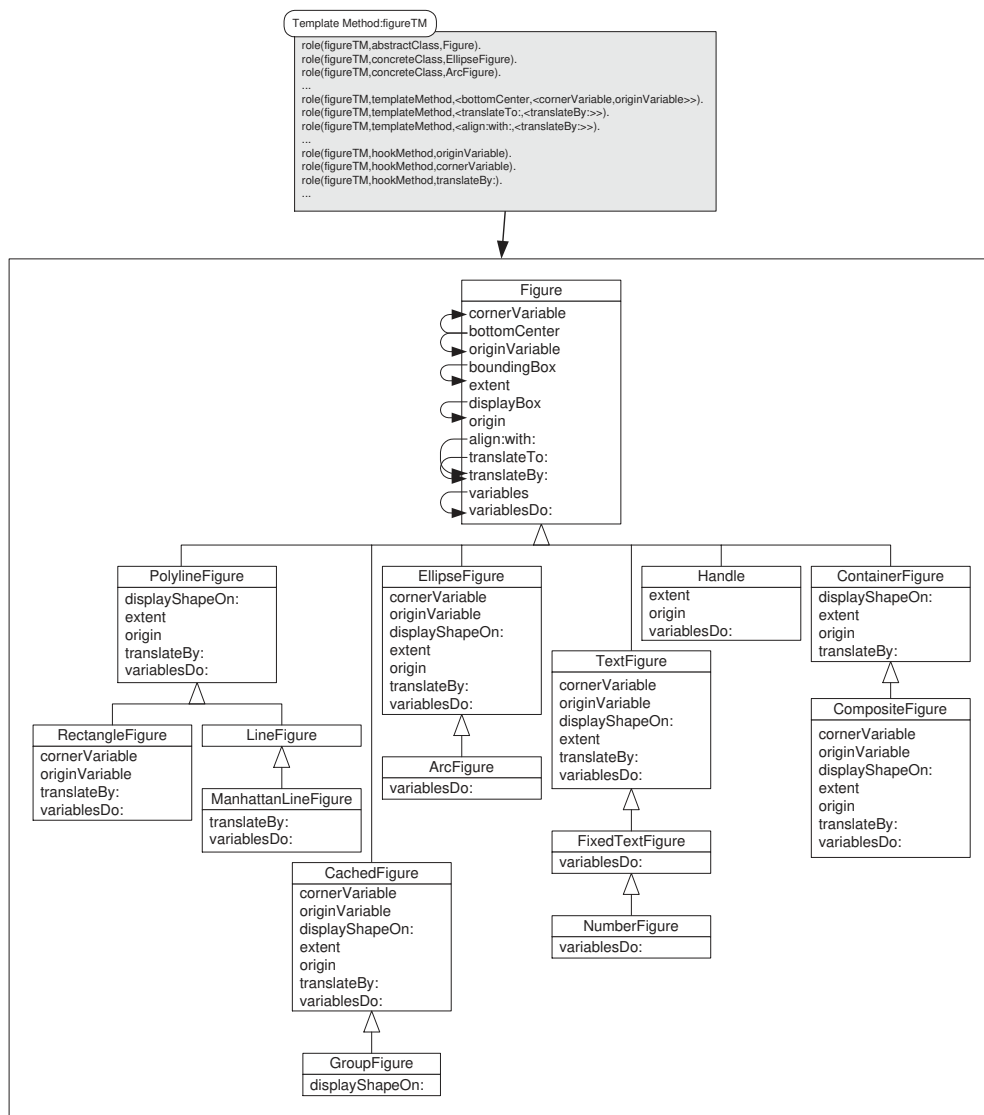 Template Method:figureTM
role(figureTM,abstractClass,Figure).
role(figureTM,concreteClass,EllipseFigure).
role(figureTM,concreteClass,ArcFigure).
...
role(figureTM,templateMethod,<bottomCenter,<cornerVariable,originVariable>>).
role(figureTM,templateMethod,<translateTo:,<translateBy:>>).
role(figureTM,templateMethod,<align:with:,<translateBy:>>).
...
role(figureTM,hookMethod,originVariable).
role(figureTM,hookMethod,cornerVariable).
role(figureTM,hookMethod,translateBy:).
...
Figure
cornerVariable
bottomCenter
originVariable
boundingBox
extent
displayBox
origin
align:with:
translateTo:
translateBy:
variables
variablesDo:
PolylineFigure
displayShapeOn:
extent
origin
translateBy:
variablesDo:
RectangleFigure
cornerVariable
originVariable
translateBy:
variablesDo:
LineFigure
ManhattanLineFigure
translateBy:
variablesDo:
CachedFigure
cornerVariable
originVariable
displayShapeOn:
extent
origin
translateBy:
variablesDo:
GroupFigure
displayShapeOn:
EllipseFigure
cornerVariable
originVariable
displayShapeOn:
extent
origin
translateBy:
variablesDo:
ArcFigure
variablesDo:
TextFigure
cornerVariable
originVariable
displayShapeOn:
extent
translateBy:
variablesDo:
FixedTextFigure
variablesDo:
NumberFigure
variablesDo:
Handle
extent
origin
variablesDo:
ContainerFigure
displayShapeOn:
extent
origin
translateBy:
CompositeFigure
cornerVariable
originVariable
displayShapeOn:
extent
origin
translateBy:
variablesDo: